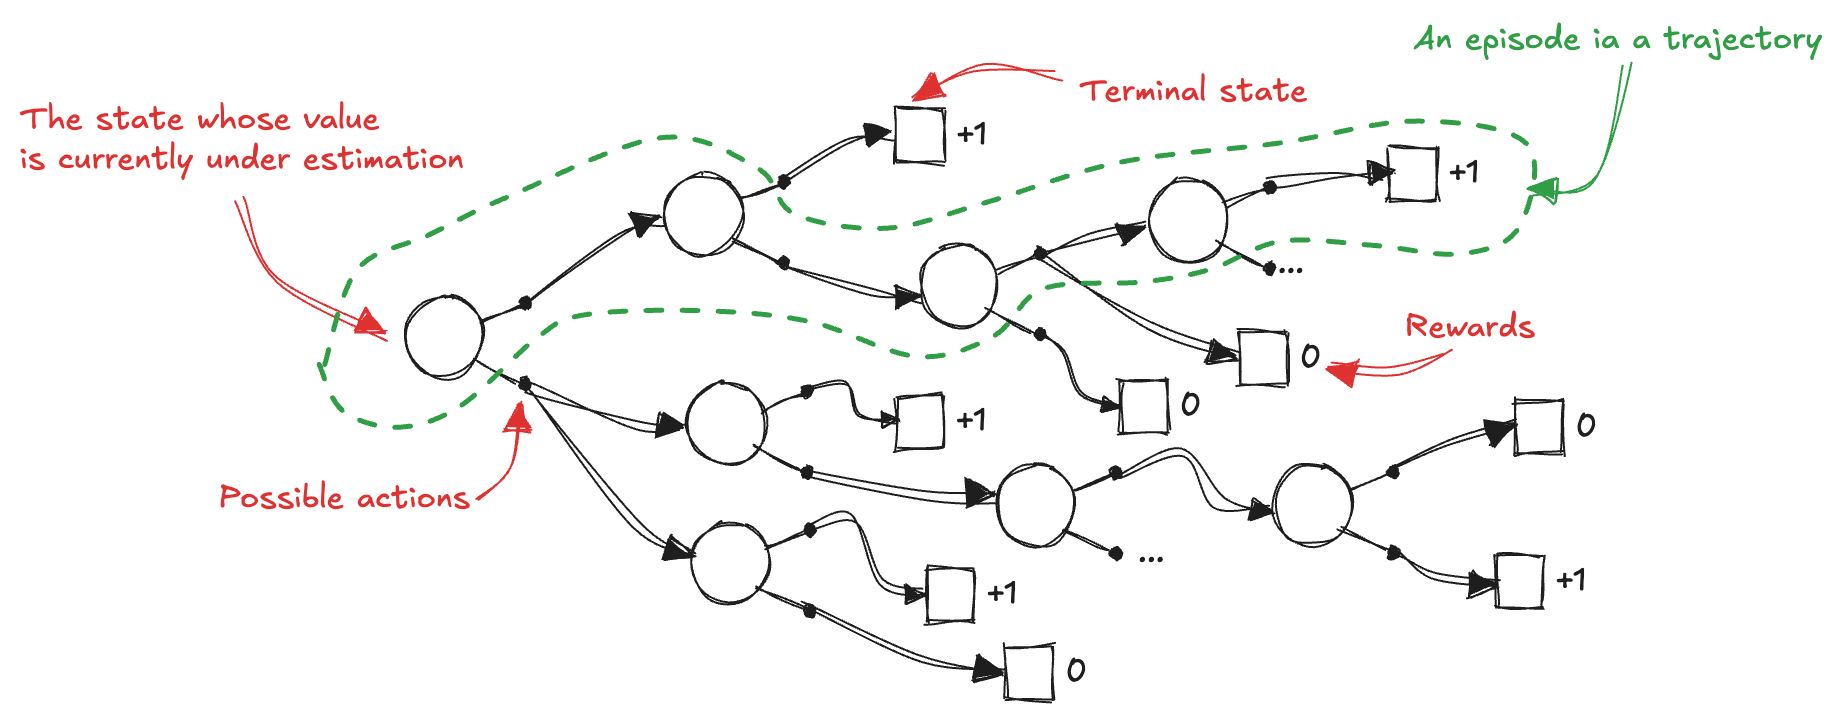 An episode ia a trajectory
Terminal state
The state whose value
is currently under estimation
+1
+1
...
Rewards
0
+1
0
0
Possible actions
...
+1
+1
0